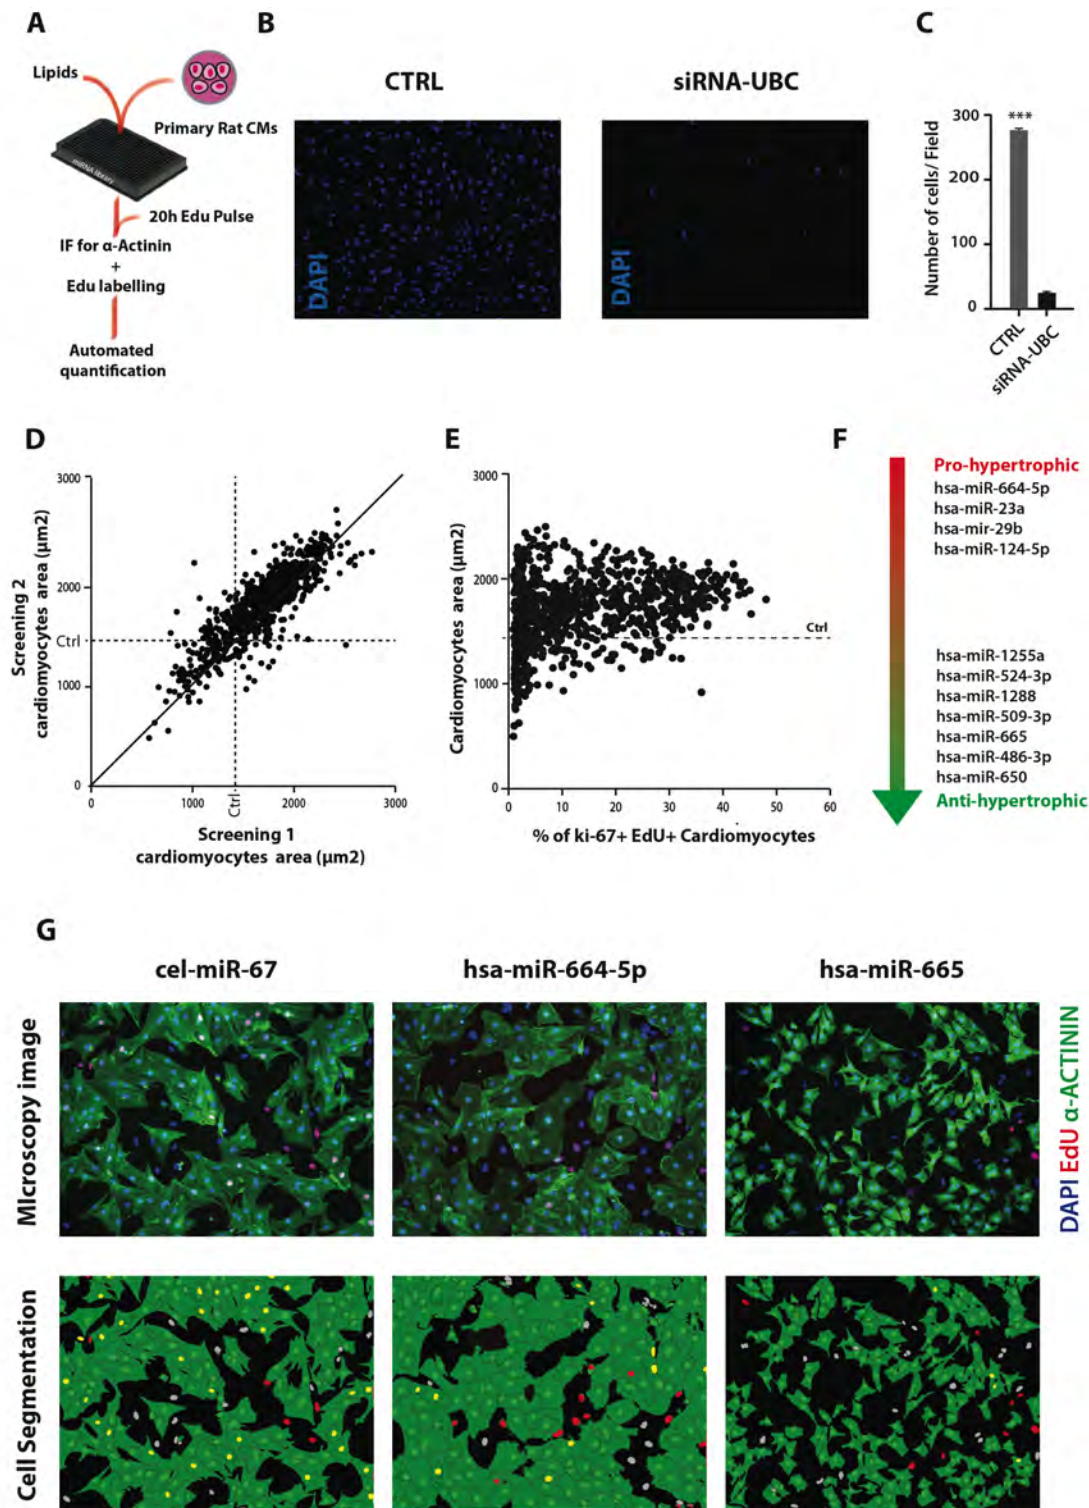 A
Lipids
Primary Rat CMs
miRNA library
20h Edu Pulse
IF for α-Actinin
+
Edu labelling
Automated
quantification
B
CTRL
siRNA-UBC
DAPI
DAPI
C
Number of cells/ Field
300
200
100
0
***
CTRL
siRNA-UBC
D
Screening 2
cardiomyocytes area (μm2)
3000
2000
Ctrl
1000
0
0
1000
Ctrl
2000
3000
Screening 1
cardiomyocytes area (μm2)
E
Cardiomyocytes area (μm2)
3000
2000
1000
0
Ctrl
0
10
20
30
40
50
60
% of ki-67+ EdU+ Cardiomyocytes
F
Pro-hypertrophic
hsa-miR-664-5p
hsa-miR-23a
hsa-mir-29b
hsa-miR-124-5p
hsa-miR-1255a
hsa-miR-524-3p
hsa-miR-1288
hsa-miR-509-3p
hsa-miR-665
hsa-miR-486-3p
hsa-miR-650
Anti-hypertrophic
G
cel-miR-67
hsa-miR-664-5p
hsa-miR-665
MIcroscopy image
Cell Segmentation
DAPI EdU α-ACTININ